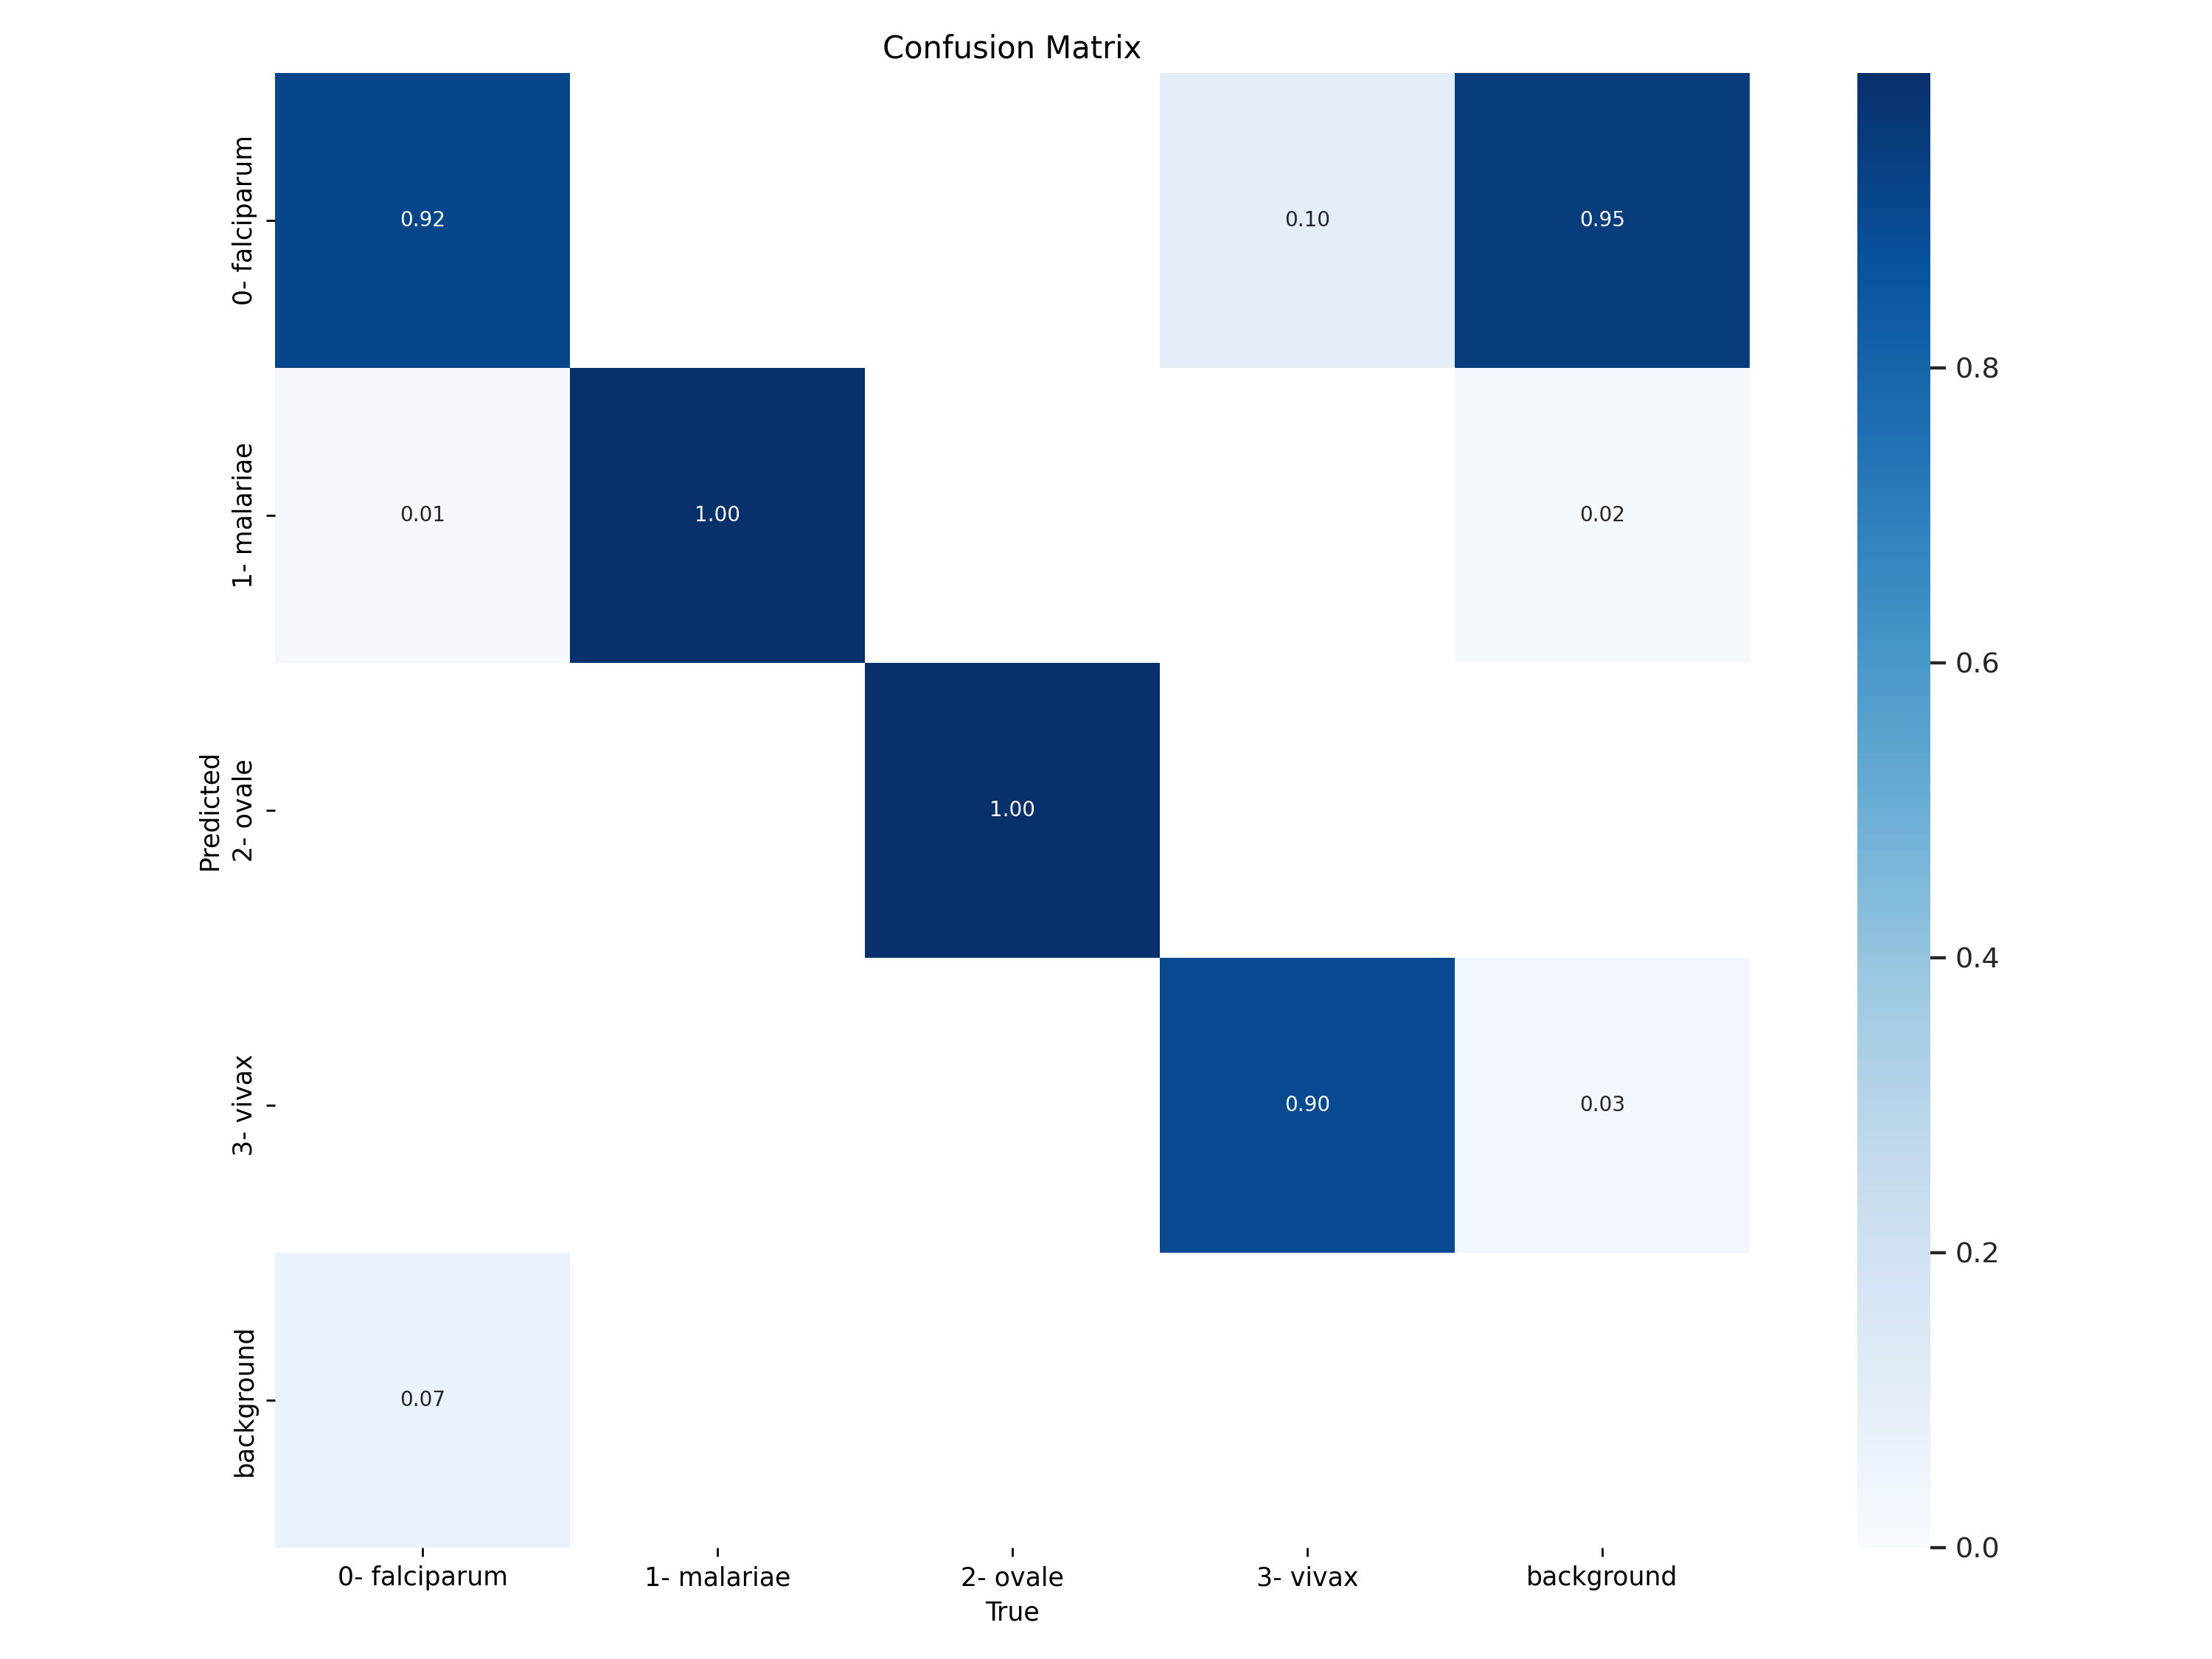 Confusion Matrix
0- falciparum
0.92
0.10
0.95
1- malariae
0.01
1.00
0.02
Predicted
2- ovale
1.00
3- vivax
0.90
0.03
background
0.07
0- falciparum
1- malariae
2- ovale
3- vivax
background
True
0.8
0.6
0.4
0.2
0.0